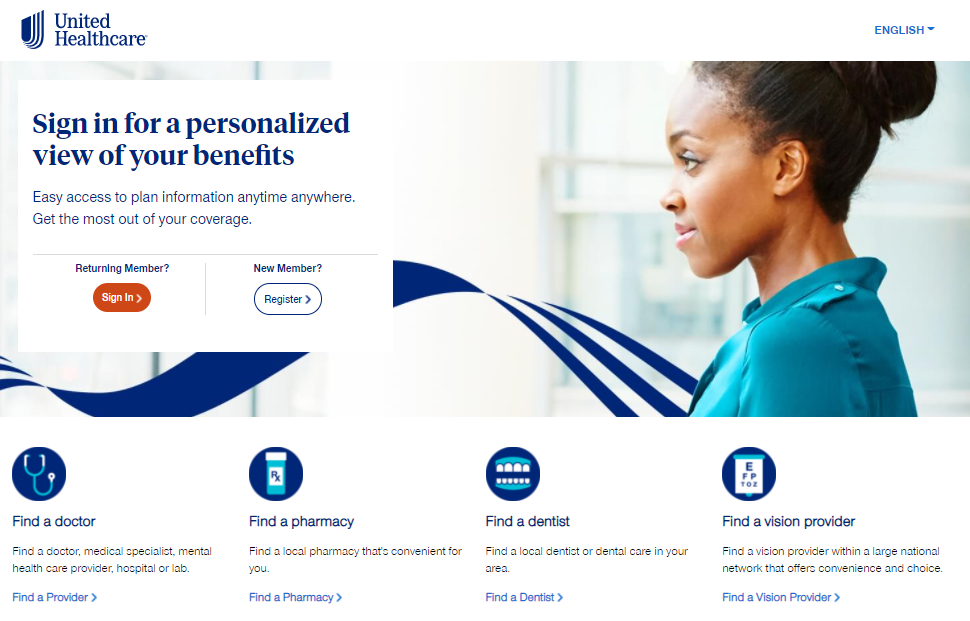 United
Healthcare
ENGLISH
Sign in for a personalized
view of your benefits
Easy access to plan information anytime anywhere.
Get the most out of your coverage.
Returning Member?
Sign In
New Member?
Register
Rx
E
F P
T O Z
Find a doctor
Find a doctor, medical specialist, mental
health care provider, hospital or lab.
Find a Provider
Find a pharmacy
Find a local pharmacy that's convenient for
you.
Find a Pharmacy
Find a dentist
Find a local dentist or dental care in your
area.
Find a Dentist
Find a vision provider
Find a vision provider within a large national
network that offers convenience and choice.
Find a Vision Provider